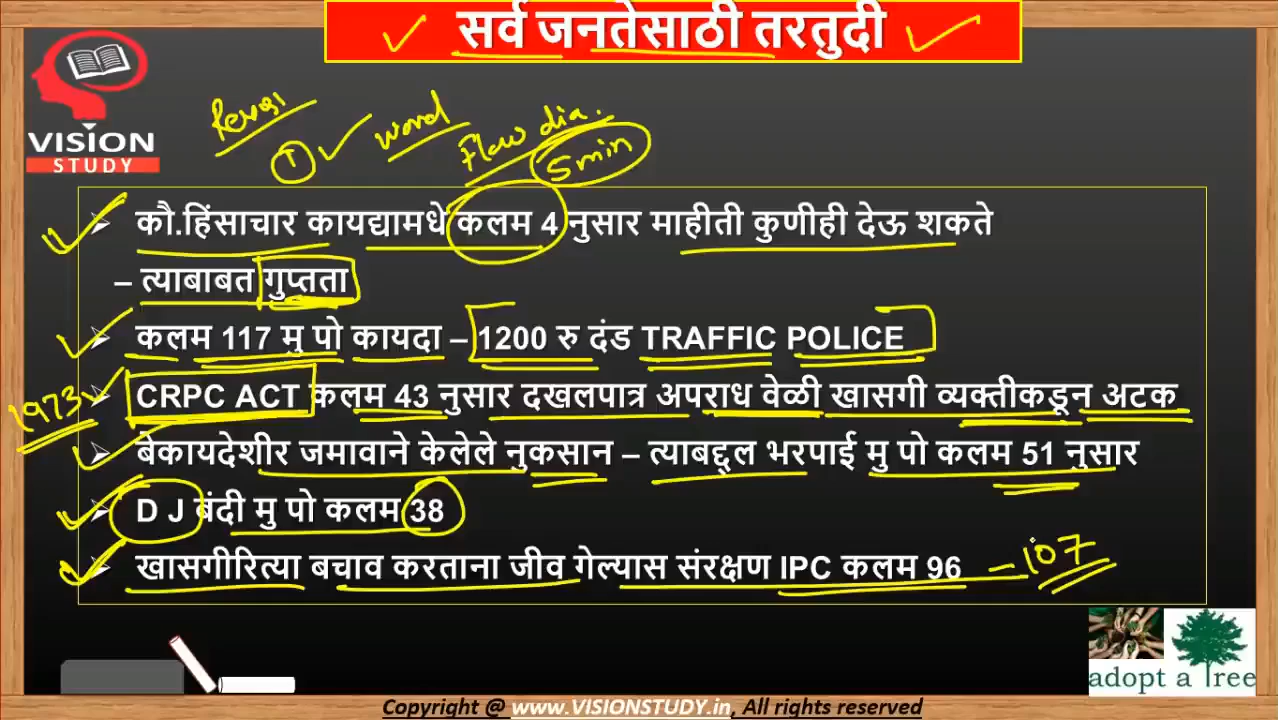 सर्व जनतेसाठी तरतुदी
VISION
STUDY
word
Flow dia.
1
5 min
कौ.हिंसाचार कायद्यामधे कलम 4 नुसार माहीती कुणीही देऊ शकते
– त्याबाबत गुप्तता
कलम 117 मु पो कायदा – 1200 रु दंड TRAFFIC POLICE
1973
CRPC ACT कलम 43 नुसार दखलपात्र अपराध वेळी खासगी व्यक्तीकडून अटक
बेकायदेशीर जमावाने केलेले नुकसान – त्याबद्दल भरपाई मु पो कलम 51 नुसार
D J बंदी मु पो कलम 38
खासगीरित्या बचाव करताना जीव गेल्यास संरक्षण IPC कलम 96 – 107
adopt a Tree
Copyright @ www.VISIONSTUDY.in, All rights reserved